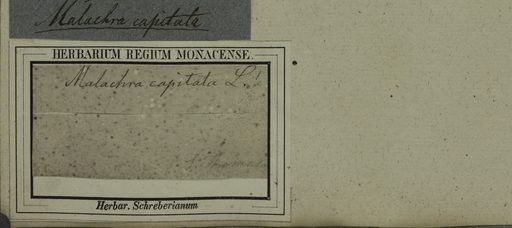 Malachra capitata
HERBARIUM REGIUM MONACENSE.
Malachra capitata L.!
Herbar. Schreberianum